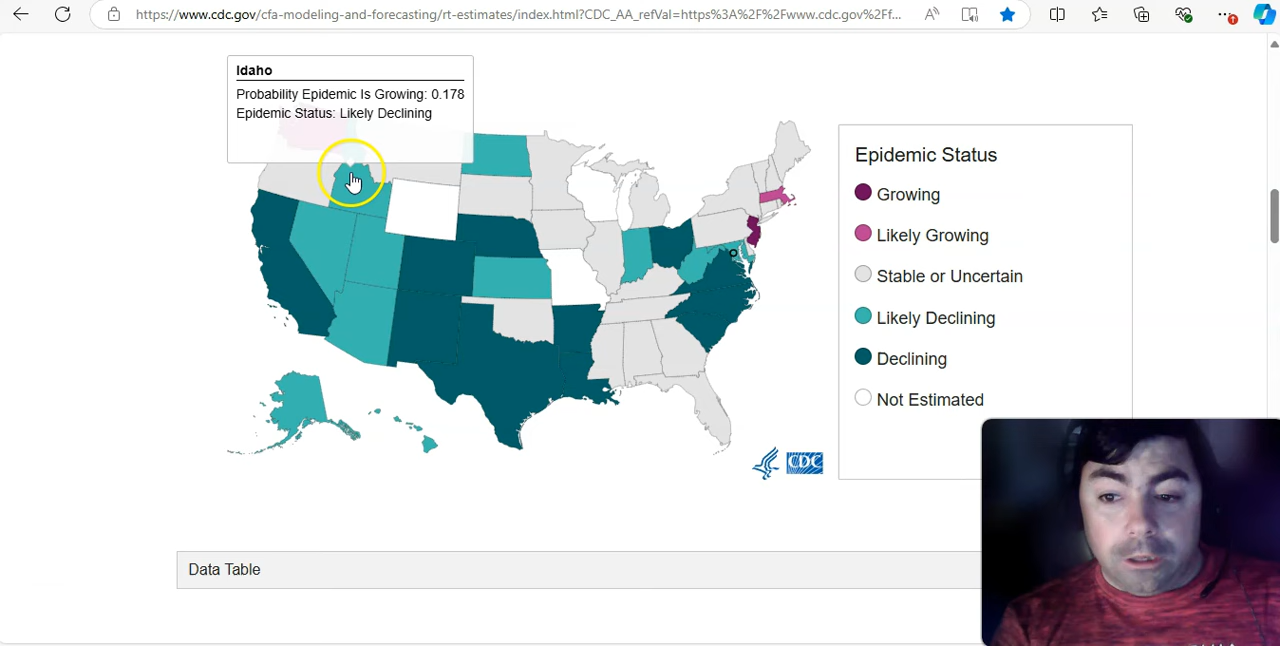 https://www.cdc.gov/cfa-modeling-and-forecasting/rt-estimates/index.html?CDC_AA_refVal=https%3A%2F%2Fwww.cdc.gov%2Ff...
Idaho
Probability Epidemic Is Growing: 0.178
Epidemic Status: Likely Declining
Epidemic Status
Growing
Likely Growing
Stable or Uncertain
Likely Declining
Declining
Not Estimated
CDC
Data Table